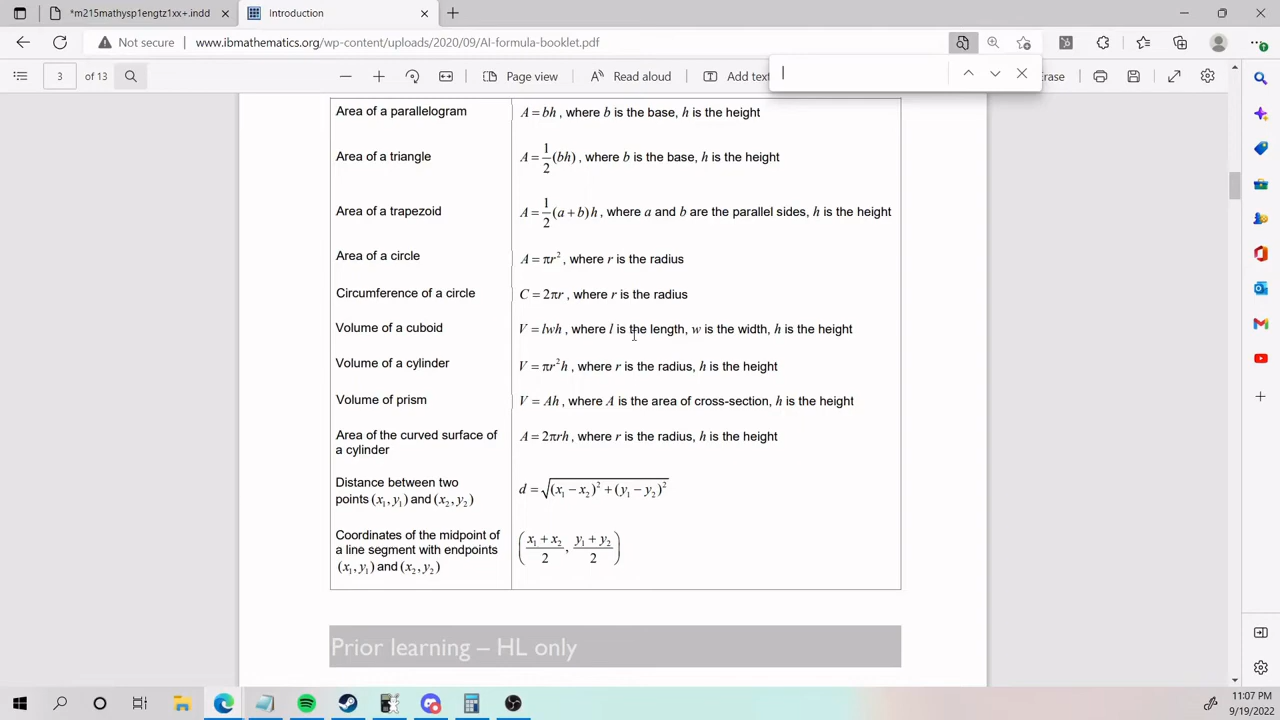 *m215mathysp1engtz1xx+.indd
Introduction
Not secure
www.ibmathematics.org/wp-content/uploads/2020/09/AI-formula-booklet.pdf
3 of 13
Page view
Read aloud
Add text
Erase
Area of a parallelogram A = bh , where b is the base, h is the height
Area of a triangle A = 1/2 (bh) , where b is the base, h is the height
Area of a trapezoid A = 1/2 (a + b)h , where a and b are the parallel sides, h is the height
Area of a circle A = πr² , where r is the radius
Circumference of a circle C = 2πr , where r is the radius
Volume of a cuboid V = lwh , where l is the length, w is the width, h is the height
Volume of a cylinder V = πr²h , where r is the radius, h is the height
Volume of prism V = Ah , where A is the area of cross-section, h is the height
Area of the curved surface of
a cylinder A = 2πrh , where r is the radius, h is the height
Distance between two
points (x₁, y₁) and (x₂, y₂) d = √((x₁ − x₂)² + (y₁ − y₂)²)
Coordinates of the midpoint of
a line segment with endpoints
(x₁, y₁) and (x₂, y₂) ((x₁ + x₂)/2 , (y₁ + y₂)/2)
Prior learning – HL only
11:07 PM
9/19/2022